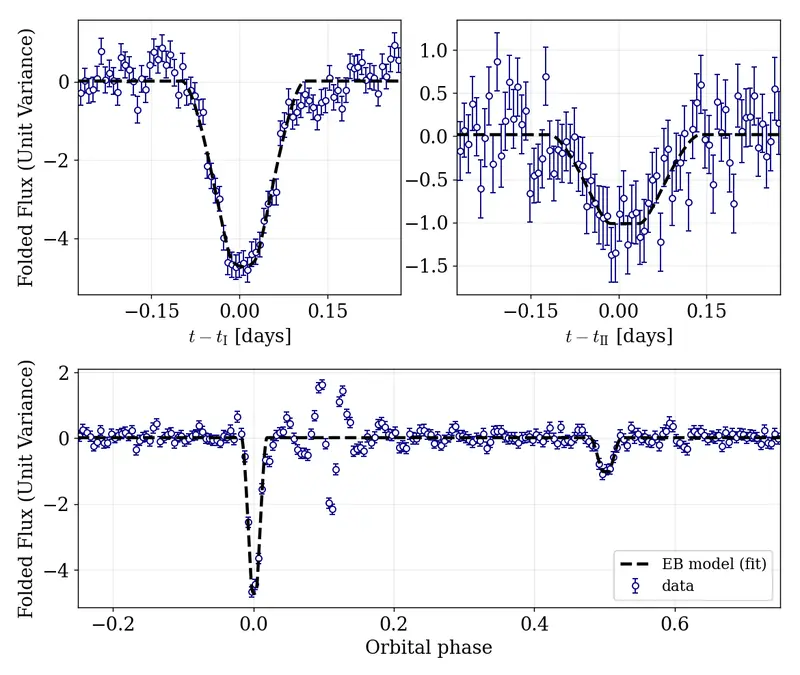 Folded Flux (Unit Variance)
0
−2
−4
−0.15 0.00 0.15
t − t_I [days]
1.0
0.5
0.0
−0.5
−1.0
−1.5
−0.15 0.00 0.15
t − t_II [days]
Folded Flux (Unit Variance)
2
0
−2
−4
−0.2 0.0 0.2 0.4 0.6
Orbital phase
EB model (fit)
data